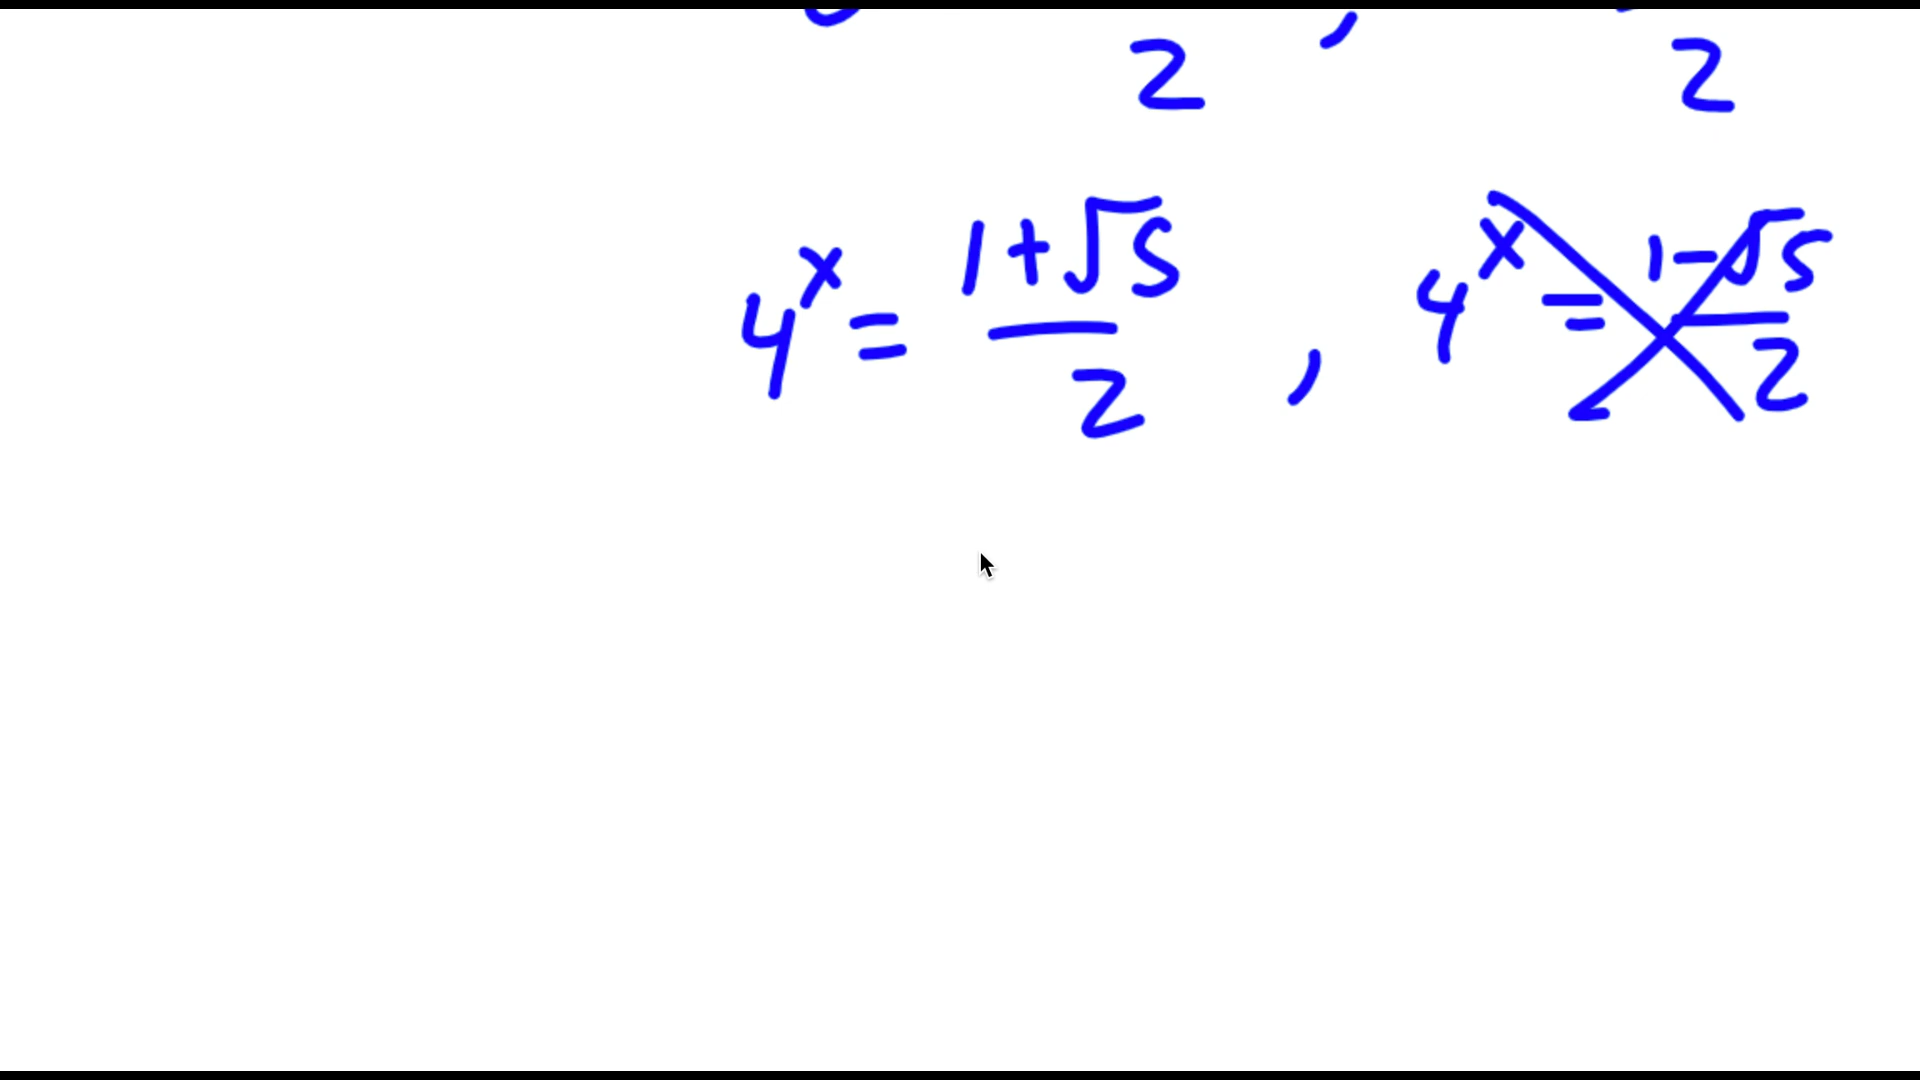 2 , 2
4^x = (1+√5)/2 , 4^x = (1-√5)/2